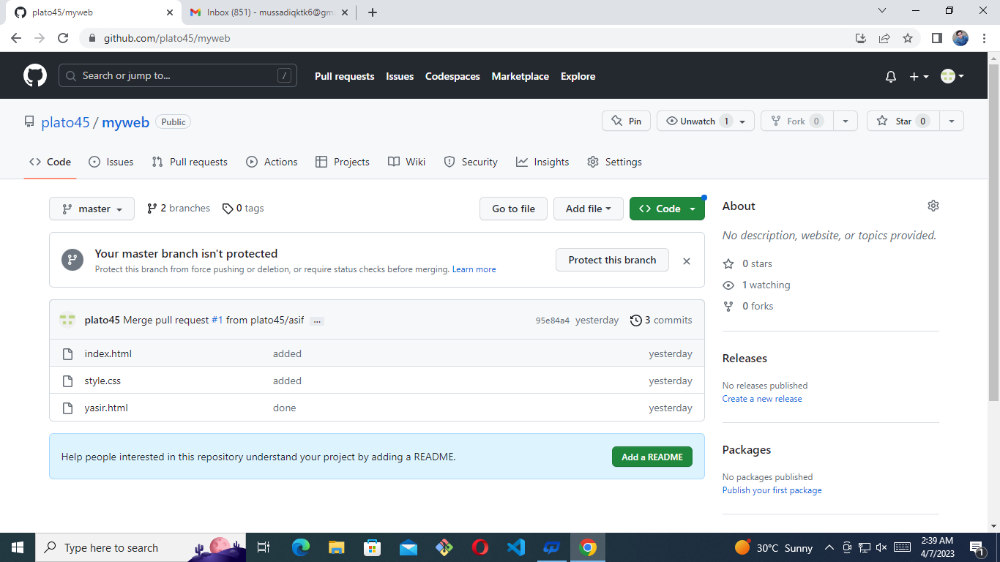 plato45/myweb
Inbox (851) - mussadiqktk6@gm
github.com/plato45/myweb
Search or jump to... /
Pull requests Issues Codespaces Marketplace Explore
plato45 / myweb Public
Pin Unwatch 1 Fork 0 Star 0
Code Issues Pull requests Actions Projects Wiki Security Insights Settings
master 2 branches 0 tags Go to file Add file Code
Your master branch isn't protected
Protect this branch from force pushing or deletion, or require status checks before merging. Learn more
Protect this branch
plato45 Merge pull request #1 from plato45/asif ... 95e84a4 yesterday 3 commits
index.html added yesterday
style.css added yesterday
yasir.html done yesterday
Help people interested in this repository understand your project by adding a README. Add a README
About
No description, website, or topics provided.
0 stars
1 watching
0 forks
Releases
No releases published
Create a new release
Packages
No packages published
Publish your first package
Type here to search
30°C Sunny
2:39 AM
4/7/2023
1